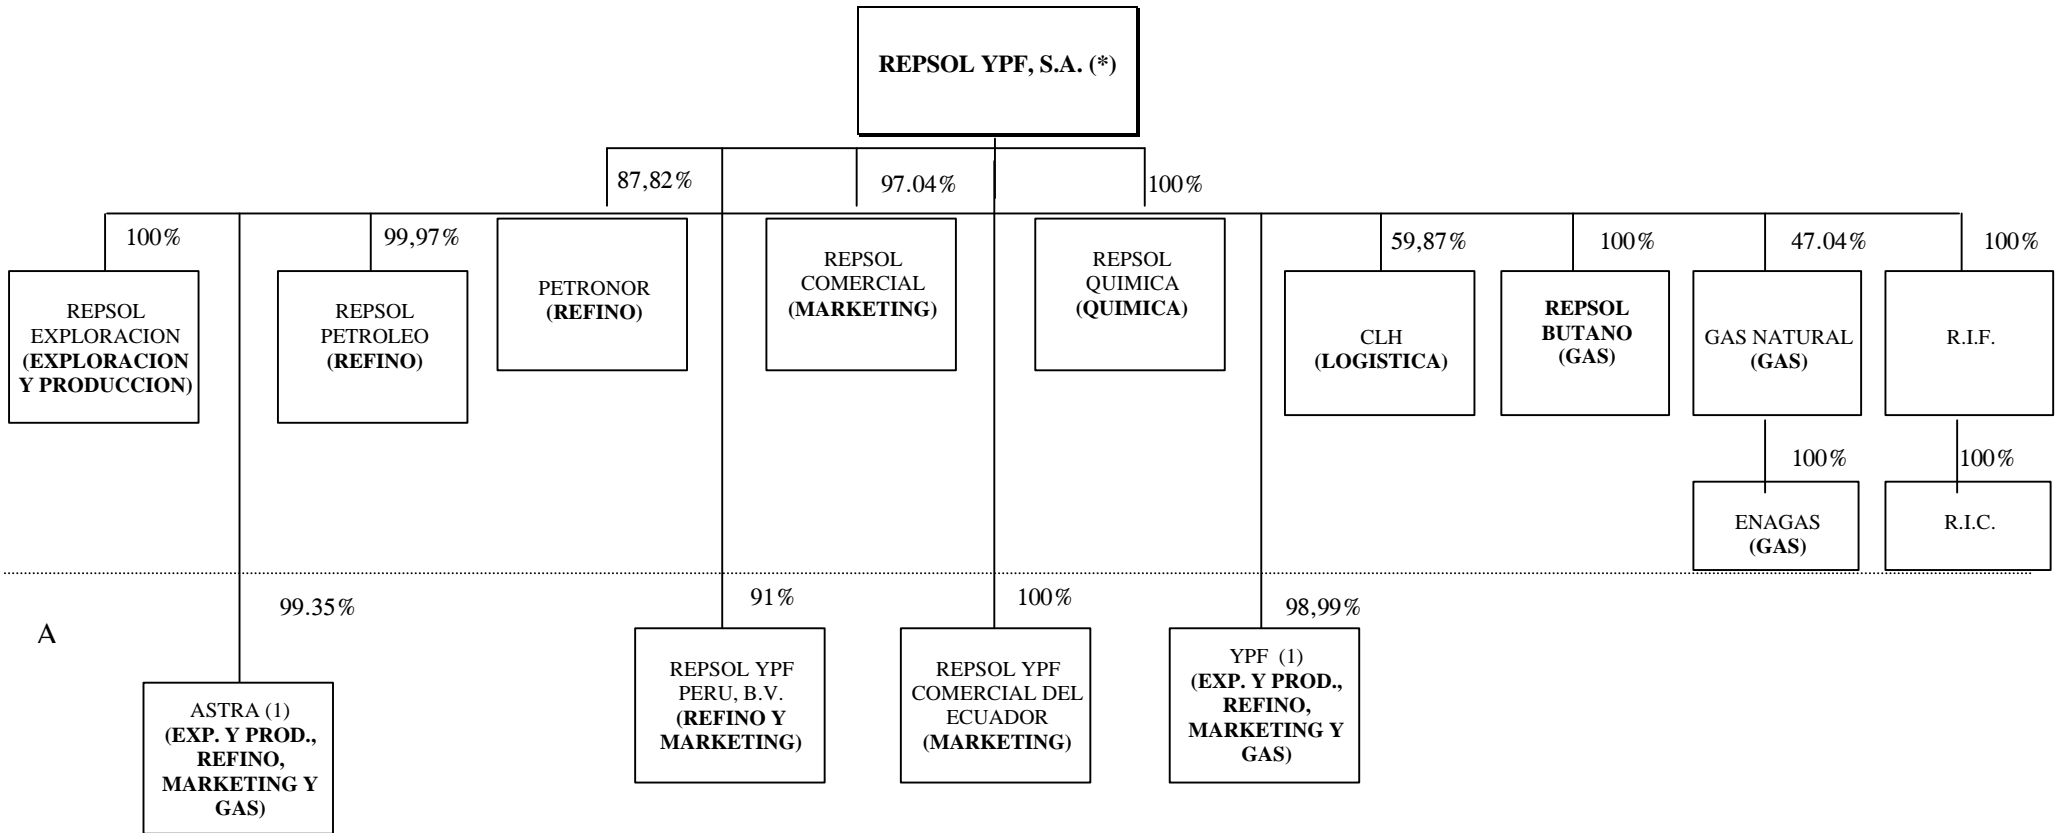 REPSOL YPF, S.A. (*)
87,82%
97.04%
100%
100%
99,97%
59,87%
100%
47.04%
100%
REPSOL
EXPLORACION
(EXPLORACION
Y PRODUCCION)
REPSOL
PETROLEO
(REFINO)
PETRONOR
(REFINO)
REPSOL
COMERCIAL
(MARKETING)
REPSOL
QUIMICA
(QUIMICA)
CLH
(LOGISTICA)
REPSOL
BUTANO
(GAS)
GAS NATURAL
(GAS)
R.I.F.
100%
100%
ENAGAS
(GAS)
R.I.C.
99.35%
91%
100%
98,99%
A
ASTRA (1)
(EXP. Y PROD.,
REFINO,
MARKETING Y
GAS)
REPSOL YPF
PERU, B.V.
(REFINO Y
MARKETING)
REPSOL YPF
COMERCIAL DEL
ECUADOR
(MARKETING)
YPF (1)
(EXP. Y PROD.,
REFINO,
MARKETING Y
GAS)